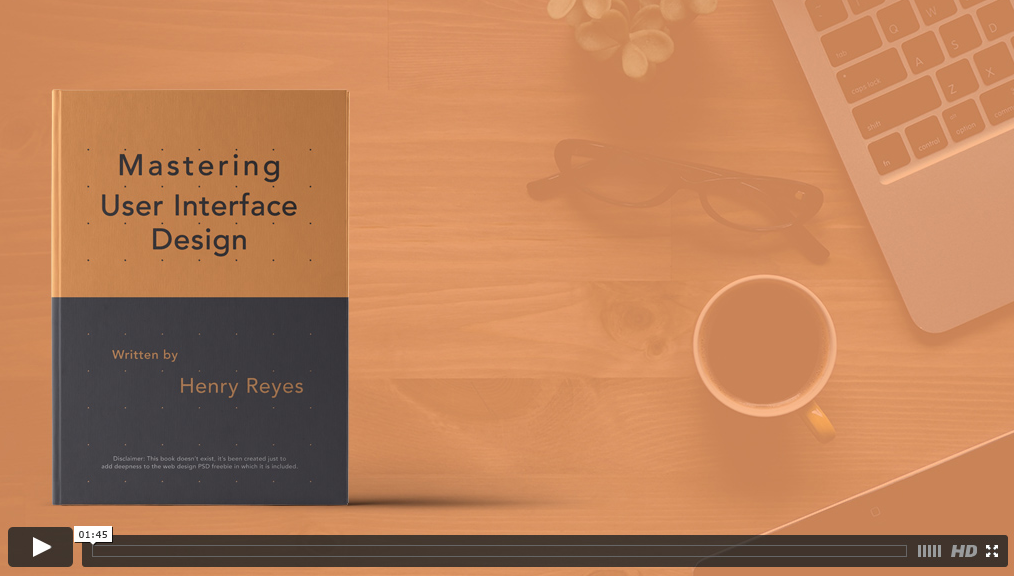 Mastering
User Interface
Design
Written by
Henry Reyes
Disclaimer: This book doesn't exist, it's been created just to
add deepness to the web design PSD freebie in which it is included.
Q
W
A
S
D
Z
X
tab
caps lock
shift
fn
control
option
01:45
HD